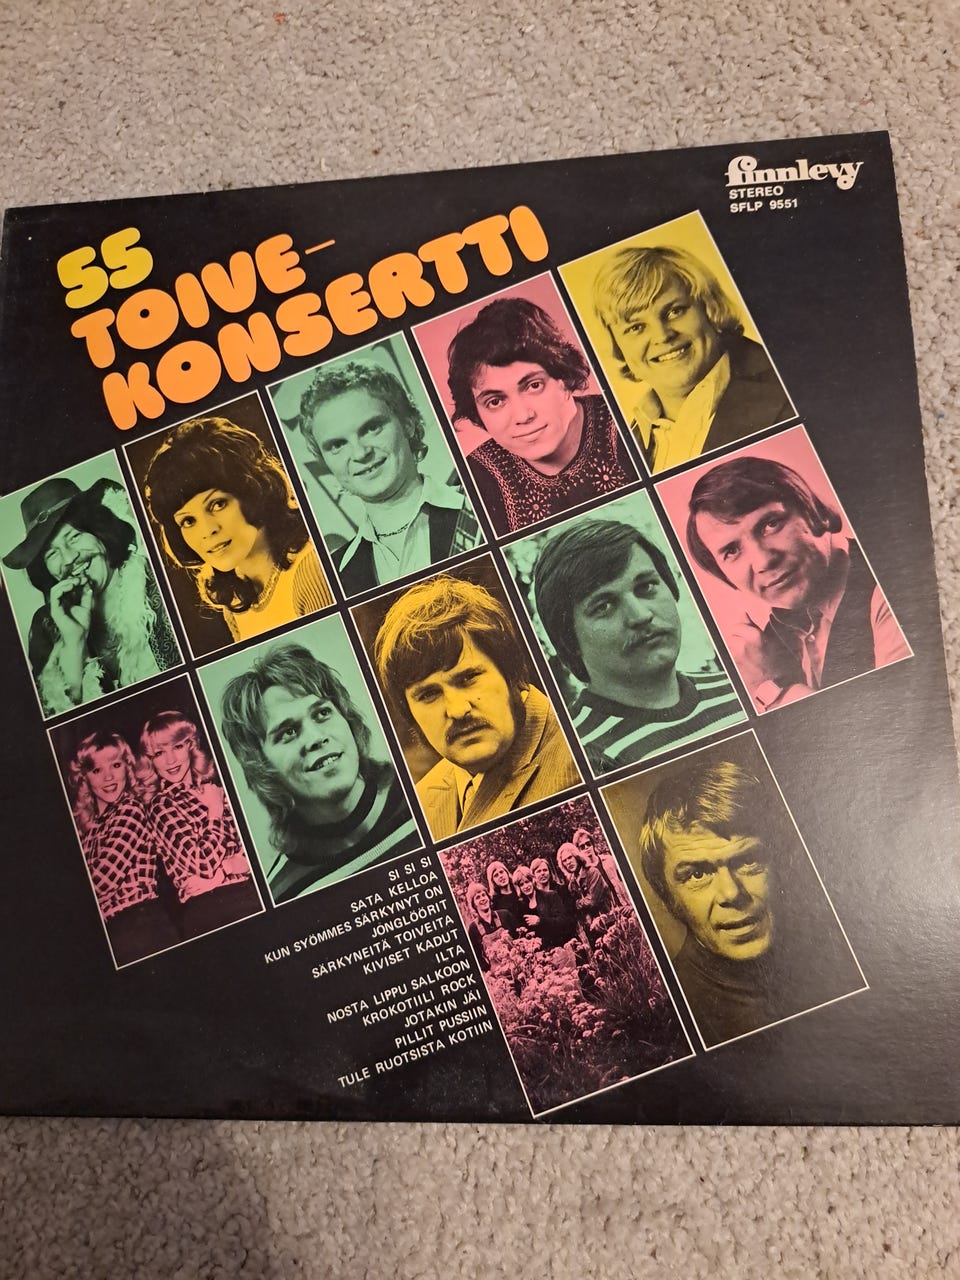 finnlevy
STEREO
SFLP 9551
55
TOIVE-
KONSERTTI
SI SI SI
SATA KELLOA
KUN SYÖMMES SÄRKYNYT ON
JONGLÖÖRIT
SÄRKYNEITÄ TOIVEITA
KIVISET KADUT
ILTA
NOSTA LIPPU SALKOON
KROKOTIILI ROCK
JOTAKIN JÄI
PILLIT PUSSIIN
TULE RUOTSISTA KOTIIN